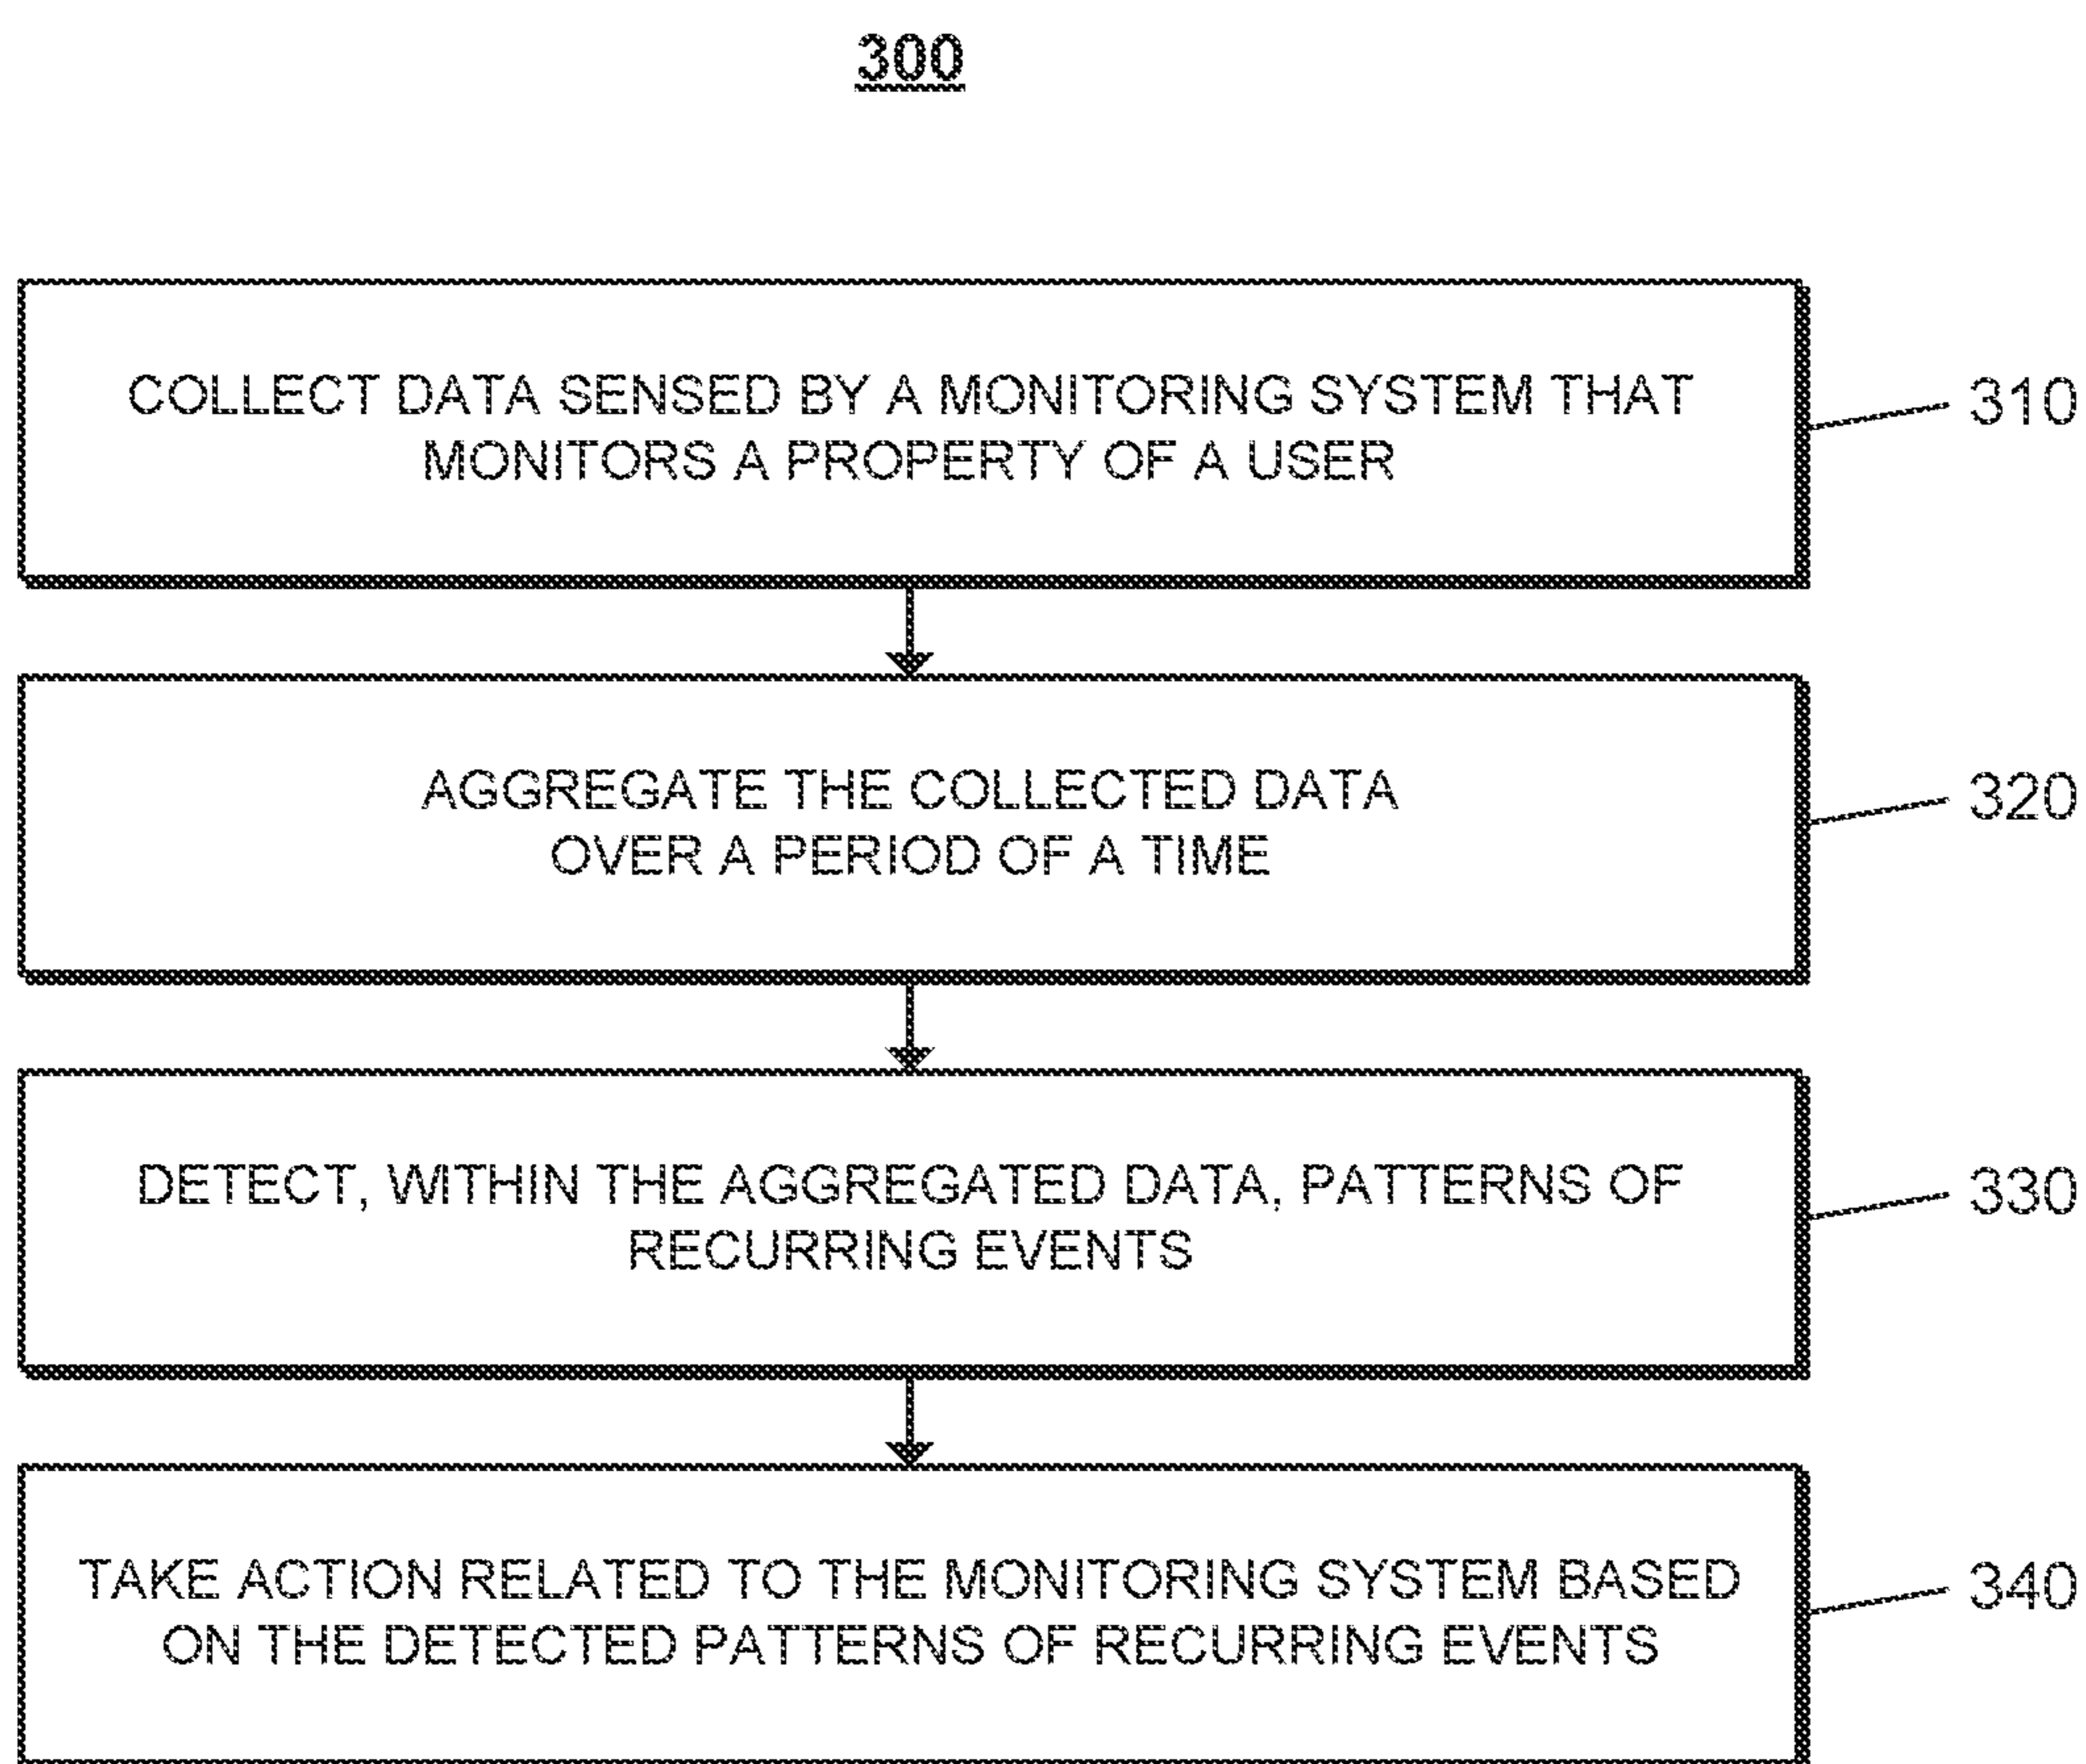 300
COLLECT DATA SENSED BY A MONITORING SYSTEM THAT
MONITORS A PROPERTY OF A USER
310
AGGREGATE THE COLLECTED DATA
OVER A PERIOD OF A TIME
320
DETECT, WITHIN THE AGGREGATED DATA, PATTERNS OF
RECURRING EVENTS
330
TAKE ACTION RELATED TO THE MONITORING SYSTEM BASED
ON THE DETECTED PATTERNS OF RECURRING EVENTS
340